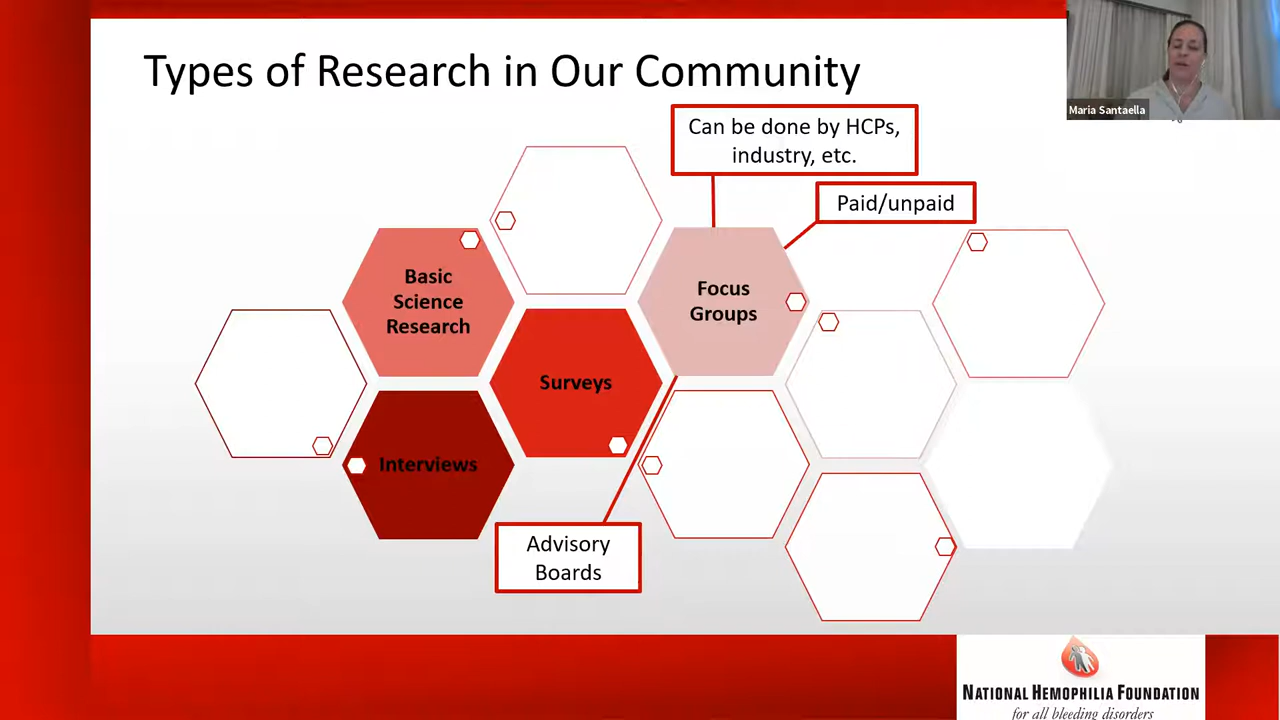 Types of Research in Our Community
Maria Santaella
Can be done by HCPs,
industry, etc.
Paid/unpaid
Basic
Science
Research
Focus
Groups
Surveys
Interviews
Advisory
Boards
NATIONAL HEMOPHILIA FOUNDATION
for all bleeding disorders